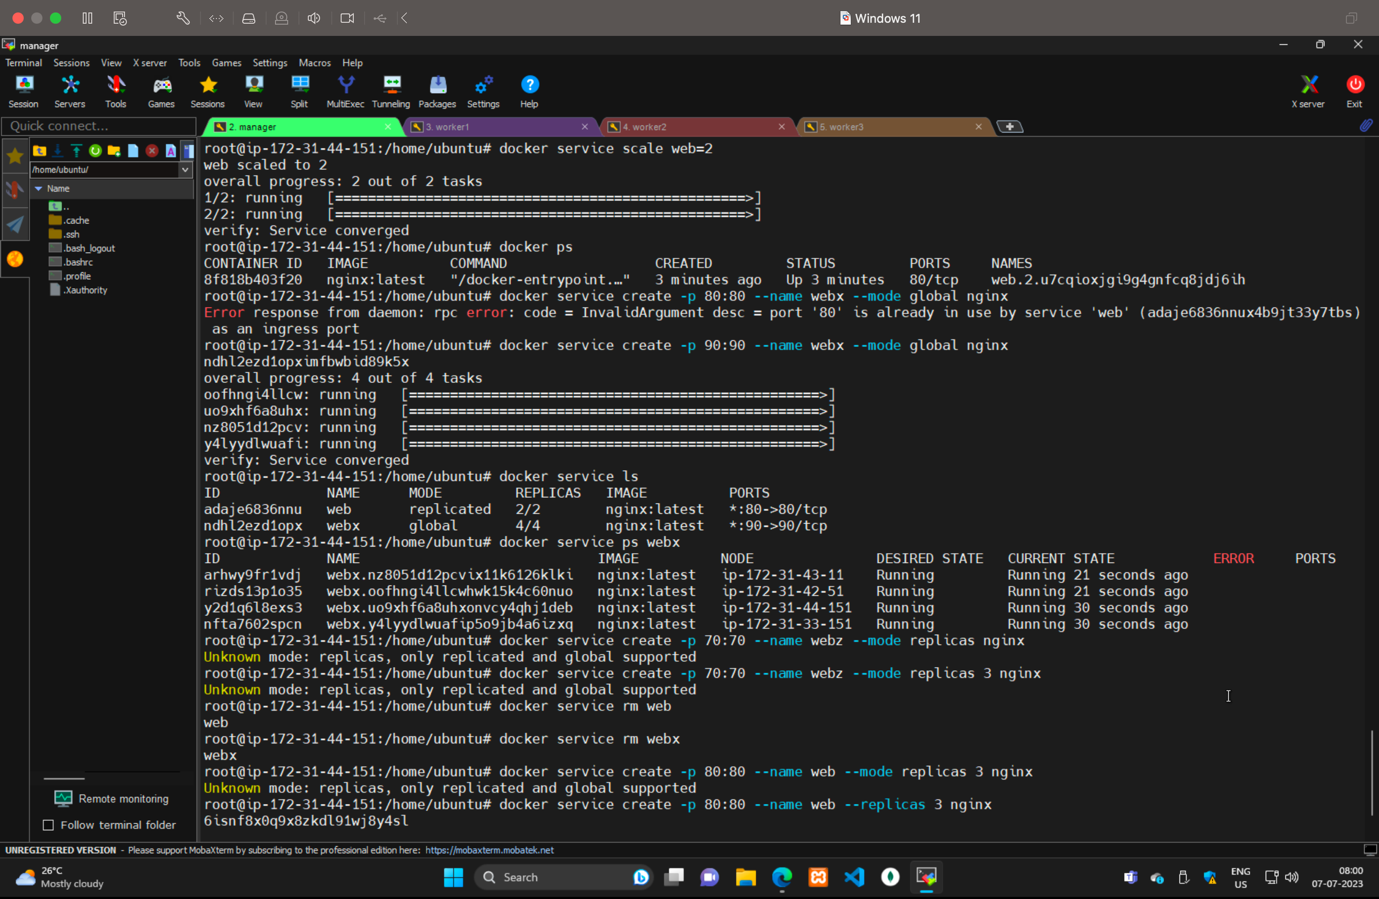 Windows 11
manager
Terminal Sessions View X server Tools Games Settings Macros Help
Session Servers Tools Games Sessions View Split MultiExec Tunneling Packages Settings Help X server Exit
Quick connect...
2. manager 3. worker1 4. worker2 5. worker3
/home/ubuntu/
Name
..
.cache
.ssh
.bash_logout
.bashrc
.profile
.Xauthority
root@ip-172-31-44-151:/home/ubuntu# docker service scale web=2
web scaled to 2
overall progress: 2 out of 2 tasks
1/2: running [==================================================>]
2/2: running [==================================================>]
verify: Service converged
root@ip-172-31-44-151:/home/ubuntu# docker ps
CONTAINER ID IMAGE COMMAND CREATED STATUS PORTS NAMES
8f818b403f20 nginx:latest "/docker-entrypoint.…" 3 minutes ago Up 3 minutes 80/tcp web.2.u7cqioxjgi9g4gnfcq8jdj6ih
root@ip-172-31-44-151:/home/ubuntu# docker service create -p 80:80 --name webx --mode global nginx
Error response from daemon: rpc error: code = InvalidArgument desc = port '80' is already in use by service 'web' (adaje6836nnux4b9jt33y7tbs)
as an ingress port
root@ip-172-31-44-151:/home/ubuntu# docker service create -p 90:90 --name webx --mode global nginx
ndhl2ezd1opximfbwbid89k5x
overall progress: 4 out of 4 tasks
oofhngi4llcw: running [==================================================>]
uo9xhf6a8uhx: running [==================================================>]
nz8051d12pcv: running [==================================================>]
y4lyydlwuafi: running [==================================================>]
verify: Service converged
root@ip-172-31-44-151:/home/ubuntu# docker service ls
ID NAME MODE REPLICAS IMAGE PORTS
adaje6836nnu web replicated 2/2 nginx:latest *:80->80/tcp
ndhl2ezd1opx webx global 4/4 nginx:latest *:90->90/tcp
root@ip-172-31-44-151:/home/ubuntu# docker service ps webx
ID NAME IMAGE NODE DESIRED STATE CURRENT STATE ERROR PORTS
arhwy9fr1vdj webx.nz8051d12pcvix11k6126klki nginx:latest ip-172-31-43-11 Running Running 21 seconds ago
rizds13p1o35 webx.oofhngi4llcwhwk15k4c60nuo nginx:latest ip-172-31-42-51 Running Running 21 seconds ago
y2d1q6l8exs3 webx.uo9xhf6a8uhxonvcy4qhj1deb nginx:latest ip-172-31-44-151 Running Running 30 seconds ago
nfta7602spcn webx.y4lyydlwuafip5o9jb4a6izxq nginx:latest ip-172-31-33-151 Running Running 30 seconds ago
root@ip-172-31-44-151:/home/ubuntu# docker service create -p 70:70 --name webz --mode replicas nginx
Unknown mode: replicas, only replicated and global supported
root@ip-172-31-44-151:/home/ubuntu# docker service create -p 70:70 --name webz --mode replicas 3 nginx
Unknown mode: replicas, only replicated and global supported
root@ip-172-31-44-151:/home/ubuntu# docker service rm web
web
root@ip-172-31-44-151:/home/ubuntu# docker service rm webx
webx
root@ip-172-31-44-151:/home/ubuntu# docker service create -p 80:80 --name web --mode replicas 3 nginx
Unknown mode: replicas, only replicated and global supported
root@ip-172-31-44-151:/home/ubuntu# docker service create -p 80:80 --name web --replicas 3 nginx
6isnf8x0q9x8zkdl91wj8y4sl
Remote monitoring
Follow terminal folder
UNREGISTERED VERSION - Please support MobaXterm by subscribing to the professional edition here: https://mobaxterm.mobatek.net
26°C
Mostly cloudy
Search
ENG
US
08:00
07-07-2023